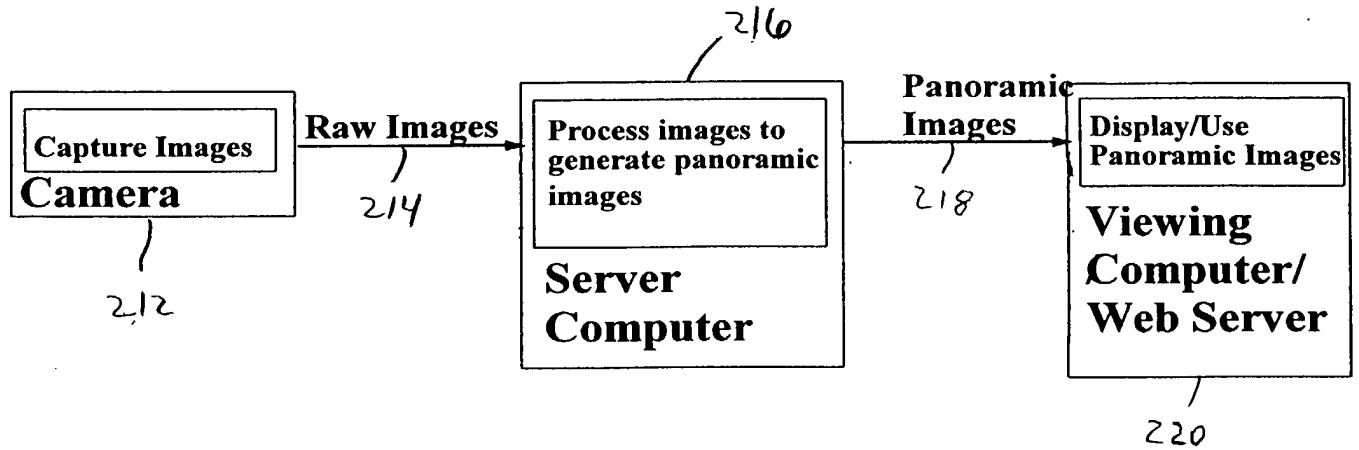 216
Capture Images
Camera
212
Raw Images
214
Process images to
generate panoramic
images
Server
Computer
Panoramic
Images
218
Display/Use
Panoramic Images
Viewing
Computer/
Web Server
220